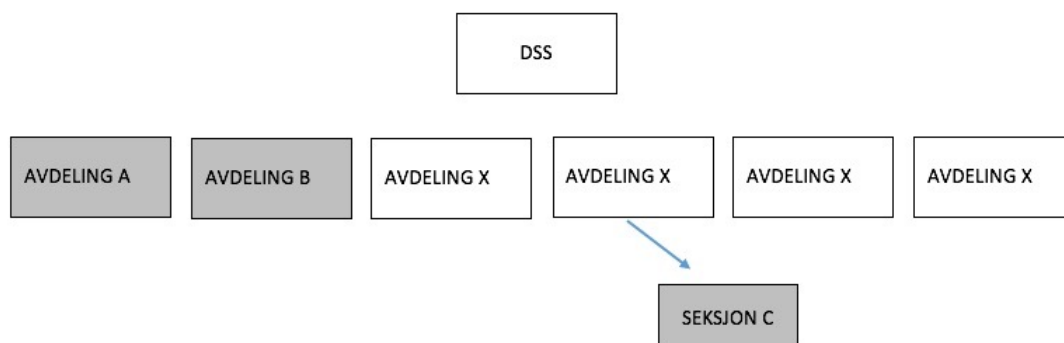 DSS
AVDELING A
AVDELING B
AVDELING X
AVDELING X
AVDELING X
AVDELING X
SEKSJON C